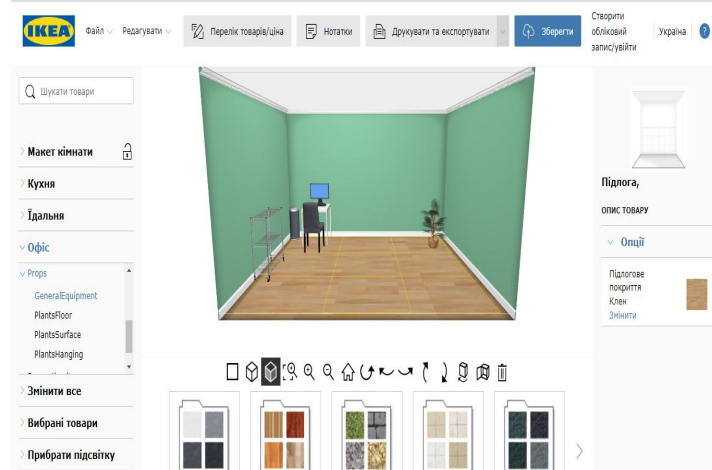 IKEA
Файл
Редагувати
Перелік товарів/ціна
Нотатки
Друкувати та експортувати
Зберегти
Створити
обліковий
запис/увійти
Україна
?
Шукати товари
Макет кімнати
Кухня
Їдальня
Офіс
Props
GeneralEquipment
PlantsFloor
PlantsSurface
PlantsHanging
Змінити все
Вибрані товари
Прибрати підсвітку
Підлога,
ОПИС ТОВАРУ
Опції
Підлогове
покриття
Клен
Змінити